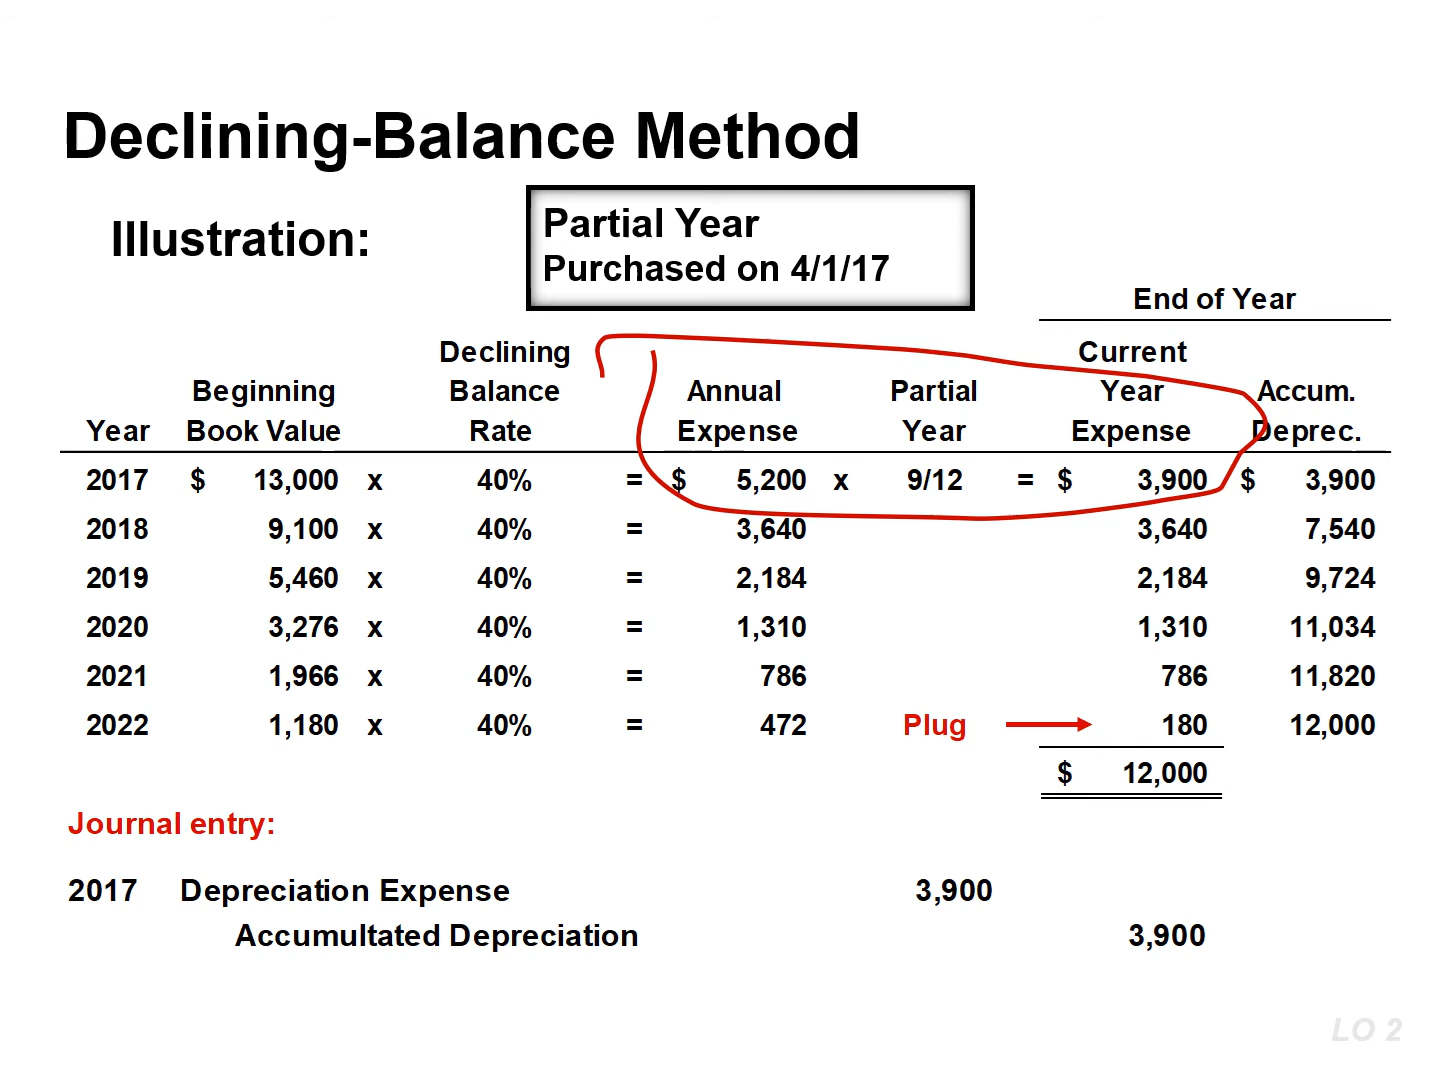 Declining-Balance Method
Illustration:
Partial Year
Purchased on 4/1/17
End of Year
Declining Current
Beginning Balance Annual Partial Year Accum.
Year Book Value Rate Expense Year Expense Deprec.
2017 $ 13,000 x 40% = $ 5,200 x 9/12 = $ 3,900 $ 3,900
2018 9,100 x 40% = 3,640 3,640 7,540
2019 5,460 x 40% = 2,184 2,184 9,724
2020 3,276 x 40% = 1,310 1,310 11,034
2021 1,966 x 40% = 786 786 11,820
2022 1,180 x 40% = 472 Plug 180 12,000
$ 12,000
Journal entry:
2017 Depreciation Expense 3,900
Accumultated Depreciation 3,900
LO 2